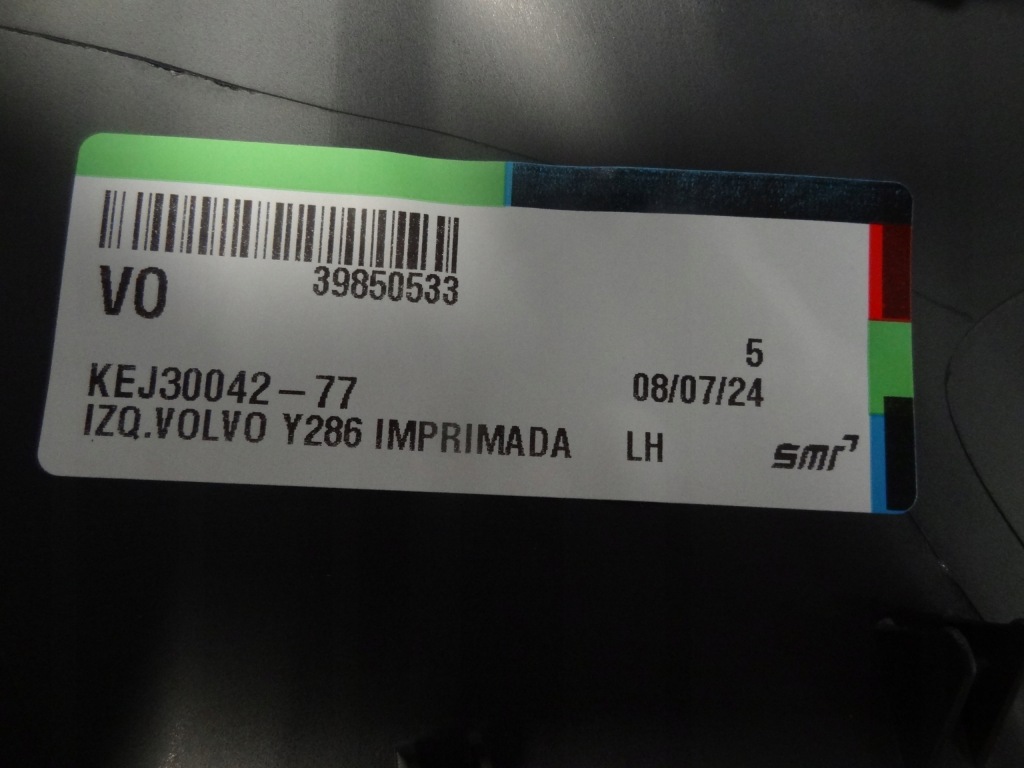 39850533
VO
5
KEJ30042-77
08/07/24
IZQ.VOLVO Y286 IMPRIMADA LH
smr